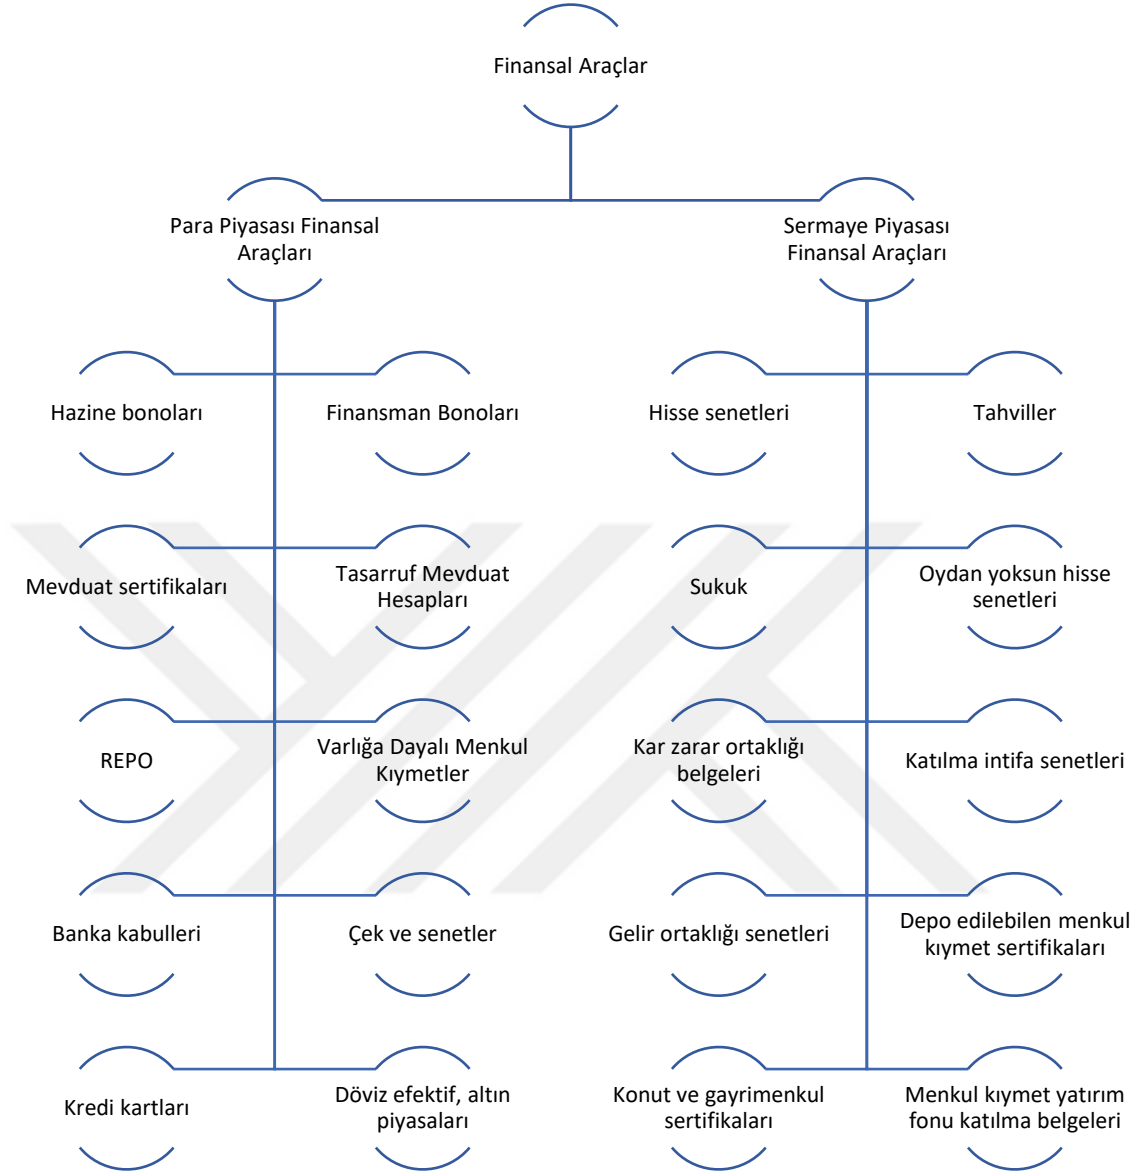 Finansal Araçlar
Para Piyasası Finansal
Araçları
Sermaye Piyasası
Finansal Araçları
Hazine bonoları
Finansman Bonoları
Hisse senetleri
Tahviller
Mevduat sertifikaları
Tasarruf Mevduat
Hesapları
Sukuk
Oydan yoksun hisse
senetleri
REPO
Varlığa Dayalı Menkul
Kıymetler
Kar zarar ortaklığı
belgeleri
Katılma intifa senetleri
Banka kabulleri
Çek ve senetler
Gelir ortaklığı senetleri
Depo edilebilen menkul
kıymet sertifikaları
Kredi kartları
Döviz efektif, altın
piyasaları
Konut ve gayrimenkul
sertifikaları
Menkul kıymet yatırım
fonu katılma belgeleri